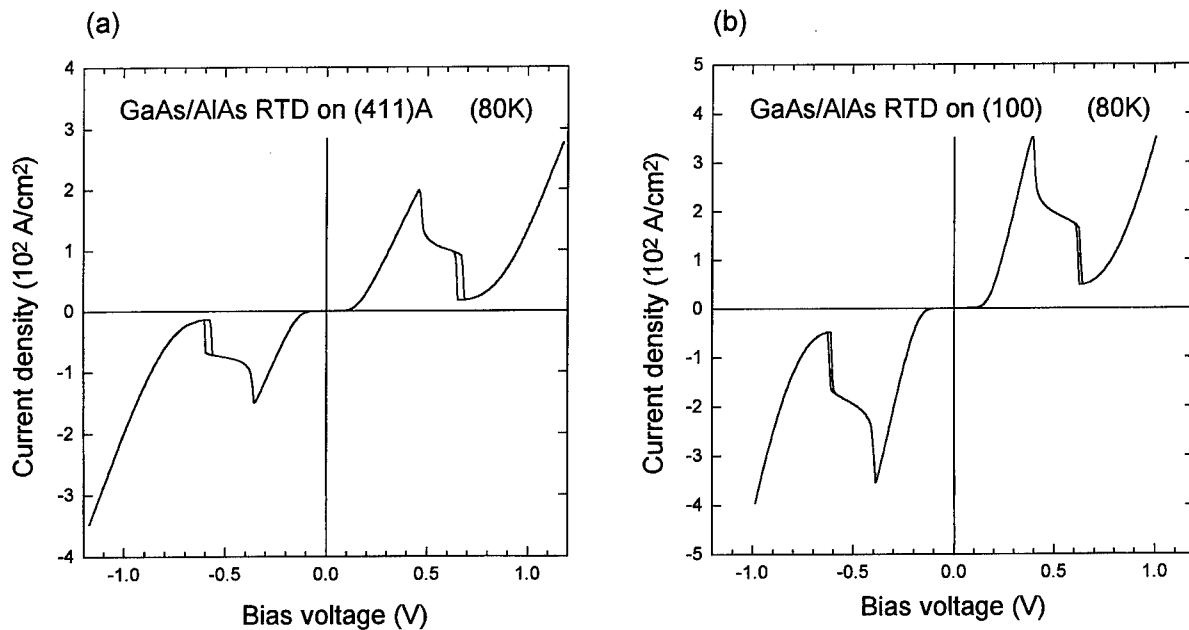 (a)
GaAs/AlAs RTD on (411)A (80K)
4
3
2
1
0
-1
-2
-3
-4
-1.0 -0.5 0.0 0.5 1.0
Current density (10² A/cm²)
Bias voltage (V)
(b)
GaAs/AlAs RTD on (100) (80K)
5
4
3
2
1
0
-1
-2
-3
-4
-5
-1.0 -0.5 0.0 0.5 1.0
Current density (10² A/cm²)
Bias voltage (V)